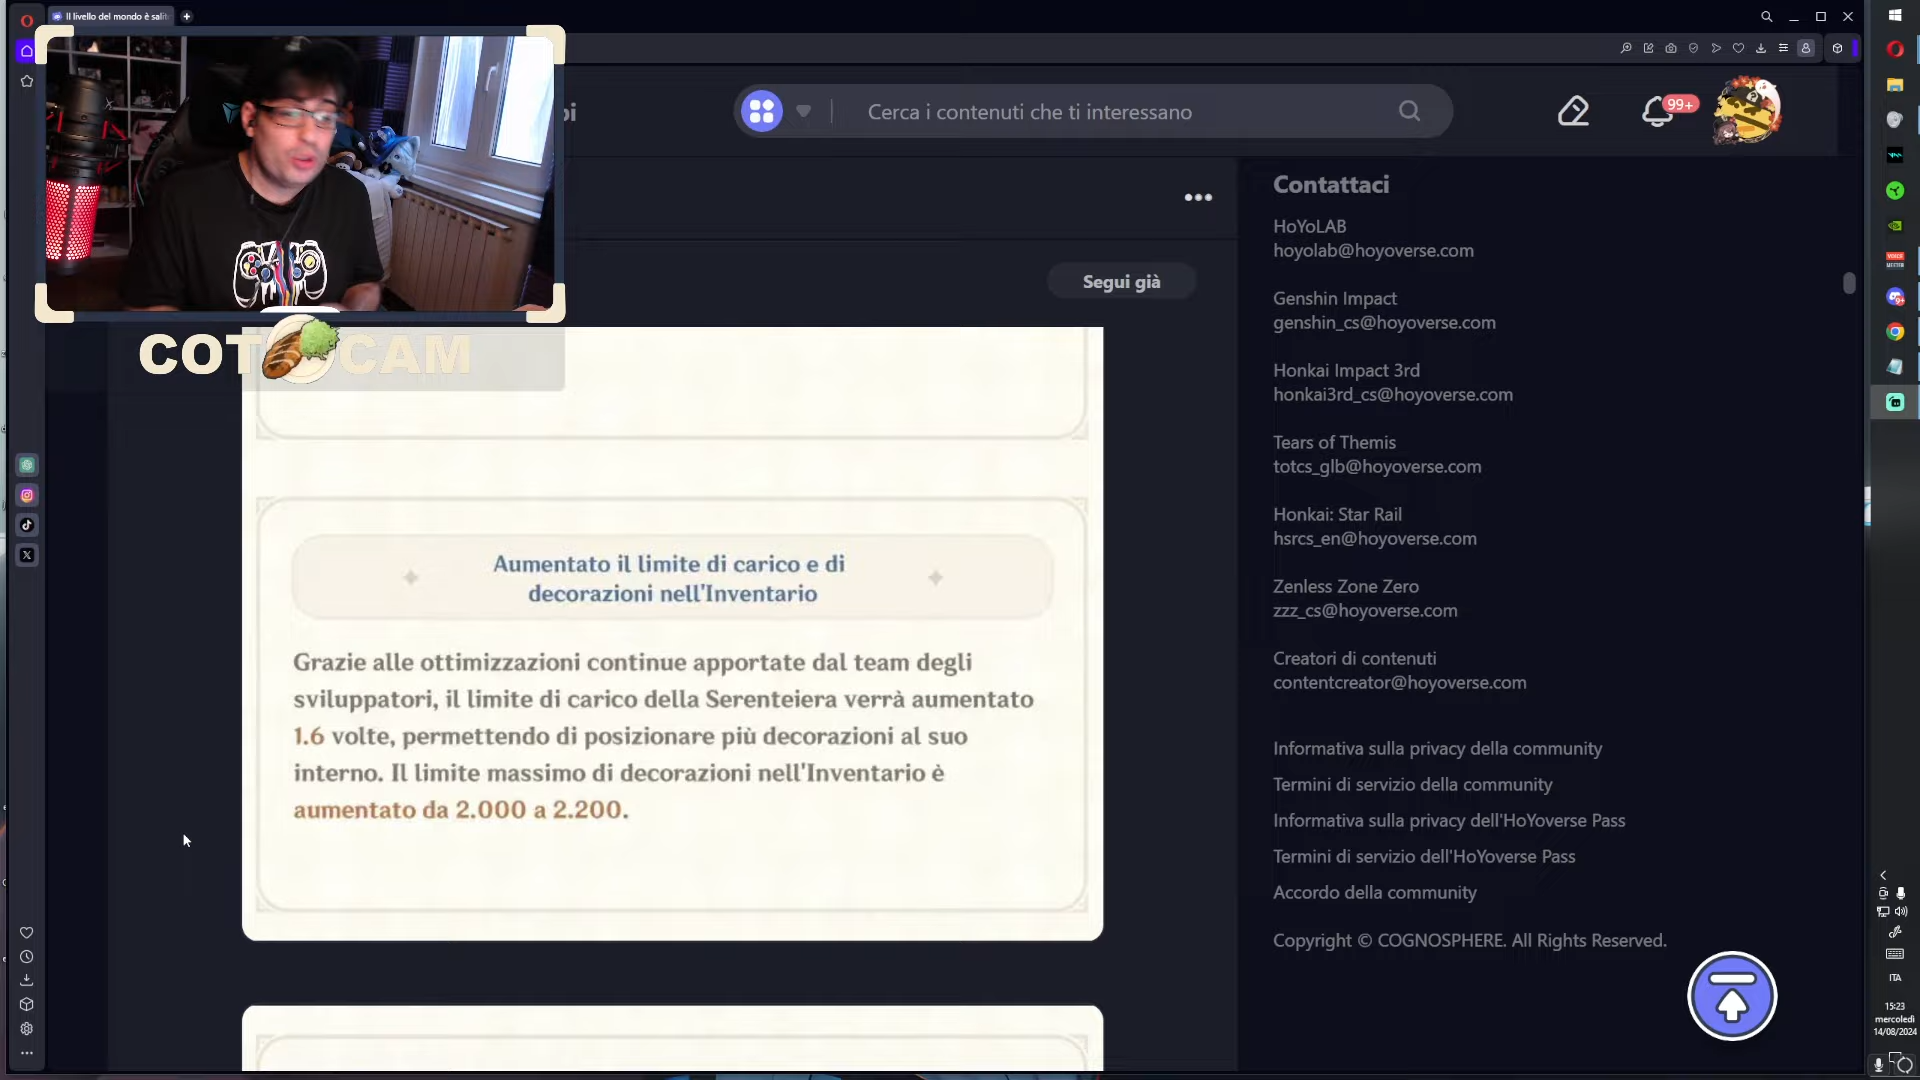 Il livello del mondo è salit
pi
Cerca i contenuti che ti interessano
99+
Segui già
COT CAM
Aumentato il limite di carico e di
decorazioni nell'Inventario
Grazie alle ottimizzazioni continue apportate dal team degli
sviluppatori, il limite di carico della Serenteiera verrà aumentato
1.6 volte, permettendo di posizionare più decorazioni al suo
interno. Il limite massimo di decorazioni nell'Inventario è
aumentato da 2.000 a 2.200.
Contattaci
HoYoLAB
hoyolab@hoyoverse.com
Genshin Impact
genshin_cs@hoyoverse.com
Honkai Impact 3rd
honkai3rd_cs@hoyoverse.com
Tears of Themis
totcs_glb@hoyoverse.com
Honkai: Star Rail
hsrcs_en@hoyoverse.com
Zenless Zone Zero
zzz_cs@hoyoverse.com
Creatori di contenuti
contentcreator@hoyoverse.com
Informativa sulla privacy della community
Termini di servizio della community
Informativa sulla privacy dell'HoYoverse Pass
Termini di servizio dell'HoYoverse Pass
Accordo della community
Copyright © COGNOSPHERE. All Rights Reserved.
ITA
15:23
mercoledì
14/08/2024